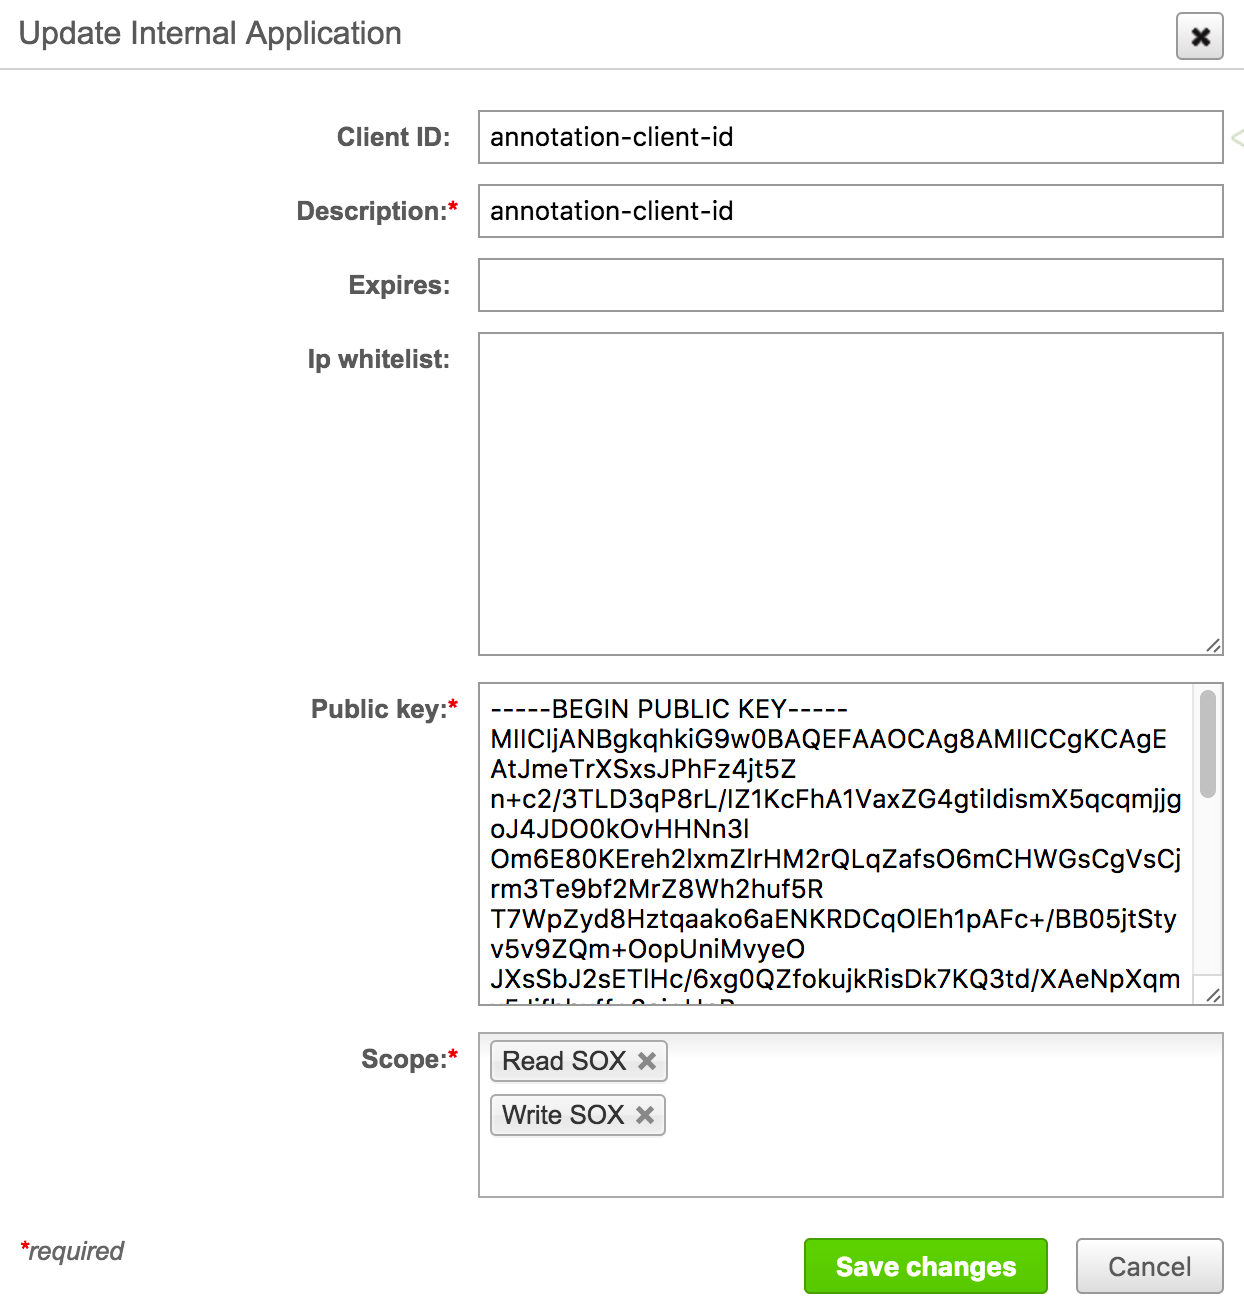 Update Internal Application
Client ID: annotation-client-id
Description:* annotation-client-id
Expires:
Ip whitelist:
Public key:* -----BEGIN PUBLIC KEY-----
MIICIjANBgkqhkiG9w0BAQEFAAOCAg8AMIICCgKCAgE
AtJmeTrXSxsJPhFz4jt5Z
n+c2/3TLD3qP8rL/IZ1KcFhA1VaxZG4gtiIdismX5qcqmjjg
oJ4JDO0kOvHHNn3l
Om6E80KEreh2lxmZlrHM2rQLqZafsO6mCHWGsCgVsCj
rm3Te9bf2MrZ8Wh2huf5R
T7WpZyd8Hztqaako6aENKRDCqOlEh1pAFc+/BB05jtSty
v5v9ZQm+OopUniMvyeO
JXsSbJ2sETlHc/6xg0QZfokujkRisDk7KQ3td/XAeNpXqm
Scope:* Read SOX
Write SOX
*required
Save changes
Cancel